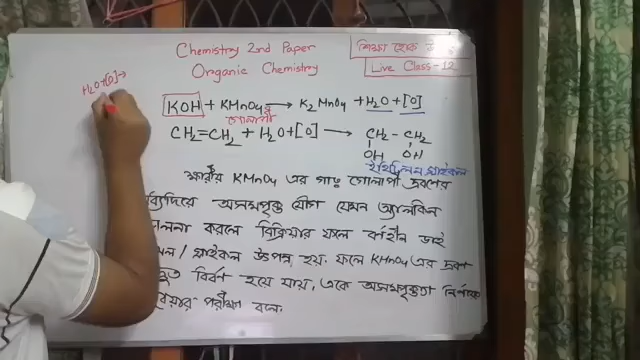 Chemistry 2nd Paper
Organic Chemistry
শিক্ষা হোক
Live Class-12
H₂O+[O]→
KOH + KMnO₄ → K₂MnO₄ + H₂O + [O]
গোলাপী
CH₂=CH₂ + H₂O+[O] → CH₂-CH₂
OH OH
ইথিলিন গ্লাইকল
ক্ষারীয় KMnO₄ এর গাঢ় গোলাপী দ্রবণের
অসম্পৃক্ত যৌগ যেমন অ্যালকিন
চালনা করলে বিক্রিয়ার ফলে বর্ণহীন ডাই
গ্লাইকল উৎপন্ন হয়. ফলে KMnO₄ এর দ্রবণ
বিবর্ণ হয়ে যায়, একে অসম্পৃক্ততা
পরীক্ষা বলে.